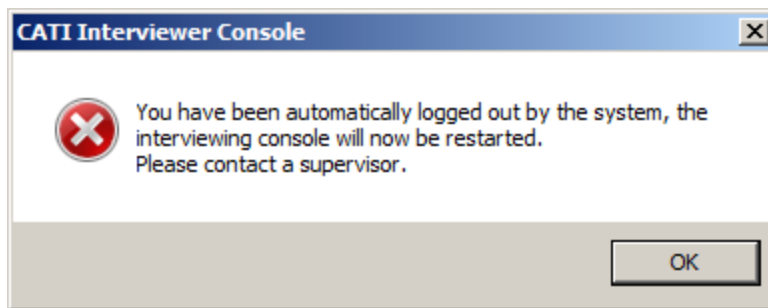 CATI Interviewer Console
You have been automatically logged out by the system, the
interviewing console will now be restarted.
Please contact a supervisor.
OK